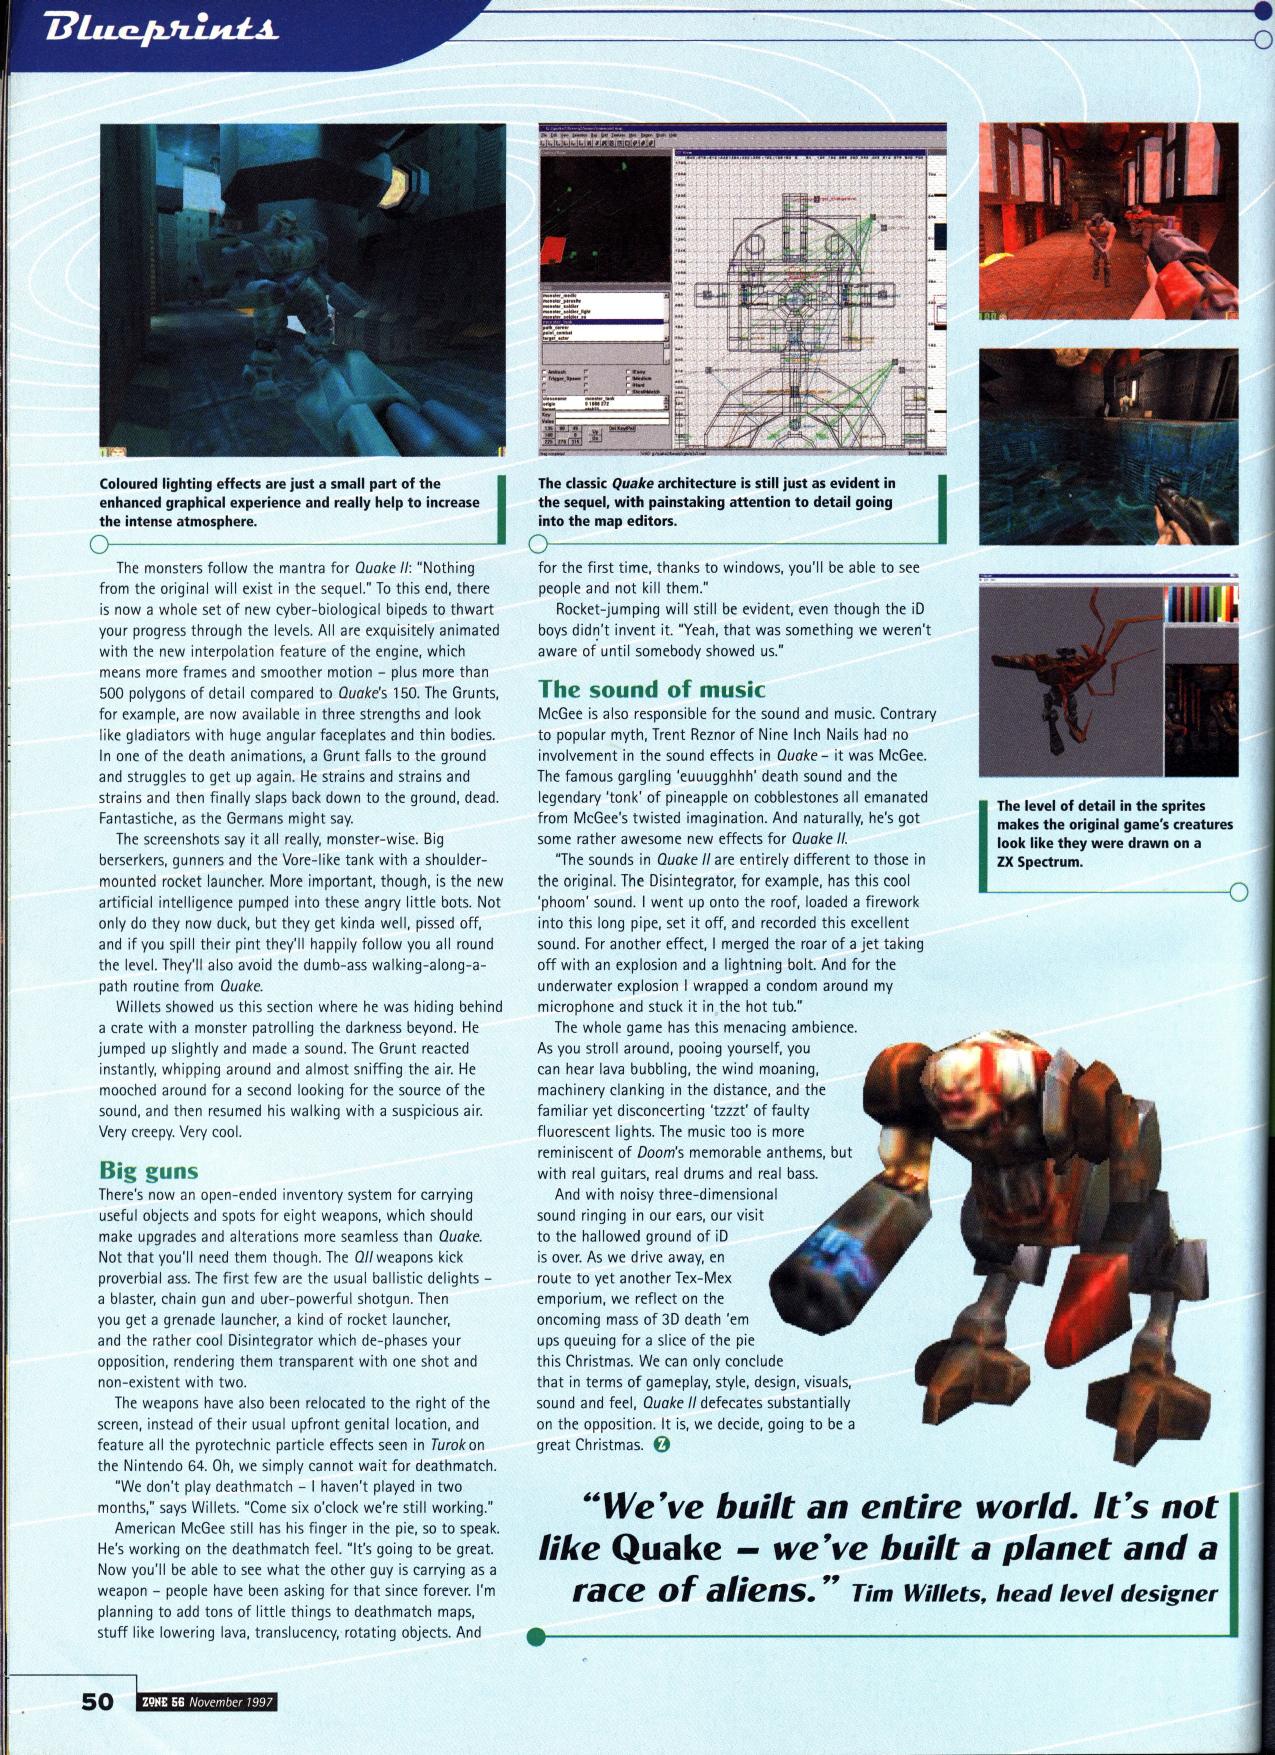 Blueprints
Coloured lighting effects are just a small part of the
enhanced graphical experience and really help to increase
the intense atmosphere.
The classic Quake architecture is still just as evident in
the sequel, with painstaking attention to detail going
into the map editors.
The monsters follow the mantra for Quake II: “Nothing
from the original will exist in the sequel.” To this end, there
is now a whole set of new cyber-biological bipeds to thwart
your progress through the levels. All are exquisitely animated
with the new interpolation feature of the engine, which
means more frames and smoother motion – plus more than
500 polygons of detail compared to Quake's 150. The Grunts,
for example, are now available in three strengths and look
like gladiators with huge angular faceplates and thin bodies.
In one of the death animations, a Grunt falls to the ground
and struggles to get up again. He strains and strains and
strains and then finally slaps back down to the ground, dead.
Fantastiche, as the Germans might say.
The screenshots say it all really, monster-wise. Big
berserkers, gunners and the Vore-like tank with a shoulder-
mounted rocket launcher. More important, though, is the new
artificial intelligence pumped into these angry little bots. Not
only do they now duck, but they get kinda well, pissed off,
and if you spill their pint they'll happily follow you all round
the level. They'll also avoid the dumb-ass walking-along-a-
path routine from Quake.
Willets showed us this section where he was hiding behind
a crate with a monster patrolling the darkness beyond. He
jumped up slightly and made a sound. The Grunt reacted
instantly, whipping around and almost sniffing the air. He
mooched around for a second looking for the source of the
sound, and then resumed his walking with a suspicious air.
Very creepy. Very cool.
Big guns
There's now an open-ended inventory system for carrying
useful objects and spots for eight weapons, which should
make upgrades and alterations more seamless than Quake.
Not that you'll need them though. The QII weapons kick
proverbial ass. The first few are the usual ballistic delights –
a blaster, chain gun and uber-powerful shotgun. Then
you get a grenade launcher, a kind of rocket launcher,
and the rather cool Disintegrator which de-phases your
opposition, rendering them transparent with one shot and
non-existent with two.
The weapons have also been relocated to the right of the
screen, instead of their usual upfront genital location, and
feature all the pyrotechnic particle effects seen in Turok on
the Nintendo 64. Oh, we simply cannot wait for deathmatch.
“We don't play deathmatch – I haven't played in two
months,” says Willets. “Come six o'clock we're still working.”
American McGee still has his finger in the pie, so to speak.
He's working on the deathmatch feel. “It's going to be great.
Now you'll be able to see what the other guy is carrying as a
weapon – people have been asking for that since forever. I'm
planning to add tons of little things to deathmatch maps,
stuff like lowering lava, translucency, rotating objects. And
for the first time, thanks to windows, you'll be able to see
people and not kill them.”
Rocket-jumping will still be evident, even though the iD
boys didn't invent it. “Yeah, that was something we weren't
aware of until somebody showed us.”
The sound of music
McGee is also responsible for the sound and music. Contrary
to popular myth, Trent Reznor of Nine Inch Nails had no
involvement in the sound effects in Quake – it was McGee.
The famous gargling ‘euuugghhh’ death sound and the
legendary ‘tonk’ of pineapple on cobblestones all emanated
from McGee's twisted imagination. And naturally, he's got
some rather awesome new effects for Quake II.
“The sounds in Quake II are entirely different to those in
the original. The Disintegrator, for example, has this cool
‘phoom’ sound. I went up onto the roof, loaded a firework
into this long pipe, set it off, and recorded this excellent
sound. For another effect, I merged the roar of a jet taking
off with an explosion and a lightning bolt. And for the
underwater explosion I wrapped a condom around my
microphone and stuck it in the hot tub.”
The whole game has this menacing ambience.
As you stroll around, pooing yourself, you
can hear lava bubbling, the wind moaning,
machinery clanking in the distance, and the
familiar yet disconcerting ‘tzzzt’ of faulty
fluorescent lights. The music too is more
reminiscent of Doom's memorable anthems, but
with real guitars, real drums and real bass.
And with noisy three-dimensional
sound ringing in our ears, our visit
to the hallowed ground of iD
is over. As we drive away, en
route to yet another Tex-Mex
emporium, we reflect on the
oncoming mass of 3D death 'em
ups queuing for a slice of the pie
this Christmas. We can only conclude
that in terms of gameplay, style, design, visuals,
sound and feel, Quake II defecates substantially
on the opposition. It is, we decide, going to be a
great Christmas. Z
The level of detail in the sprites
makes the original game's creatures
look like they were drawn on a
ZX Spectrum.
“We've built an entire world. It's not
like Quake – we've built a planet and a
race of aliens.” Tim Willets, head level designer
50
ZONE 56 November 1997